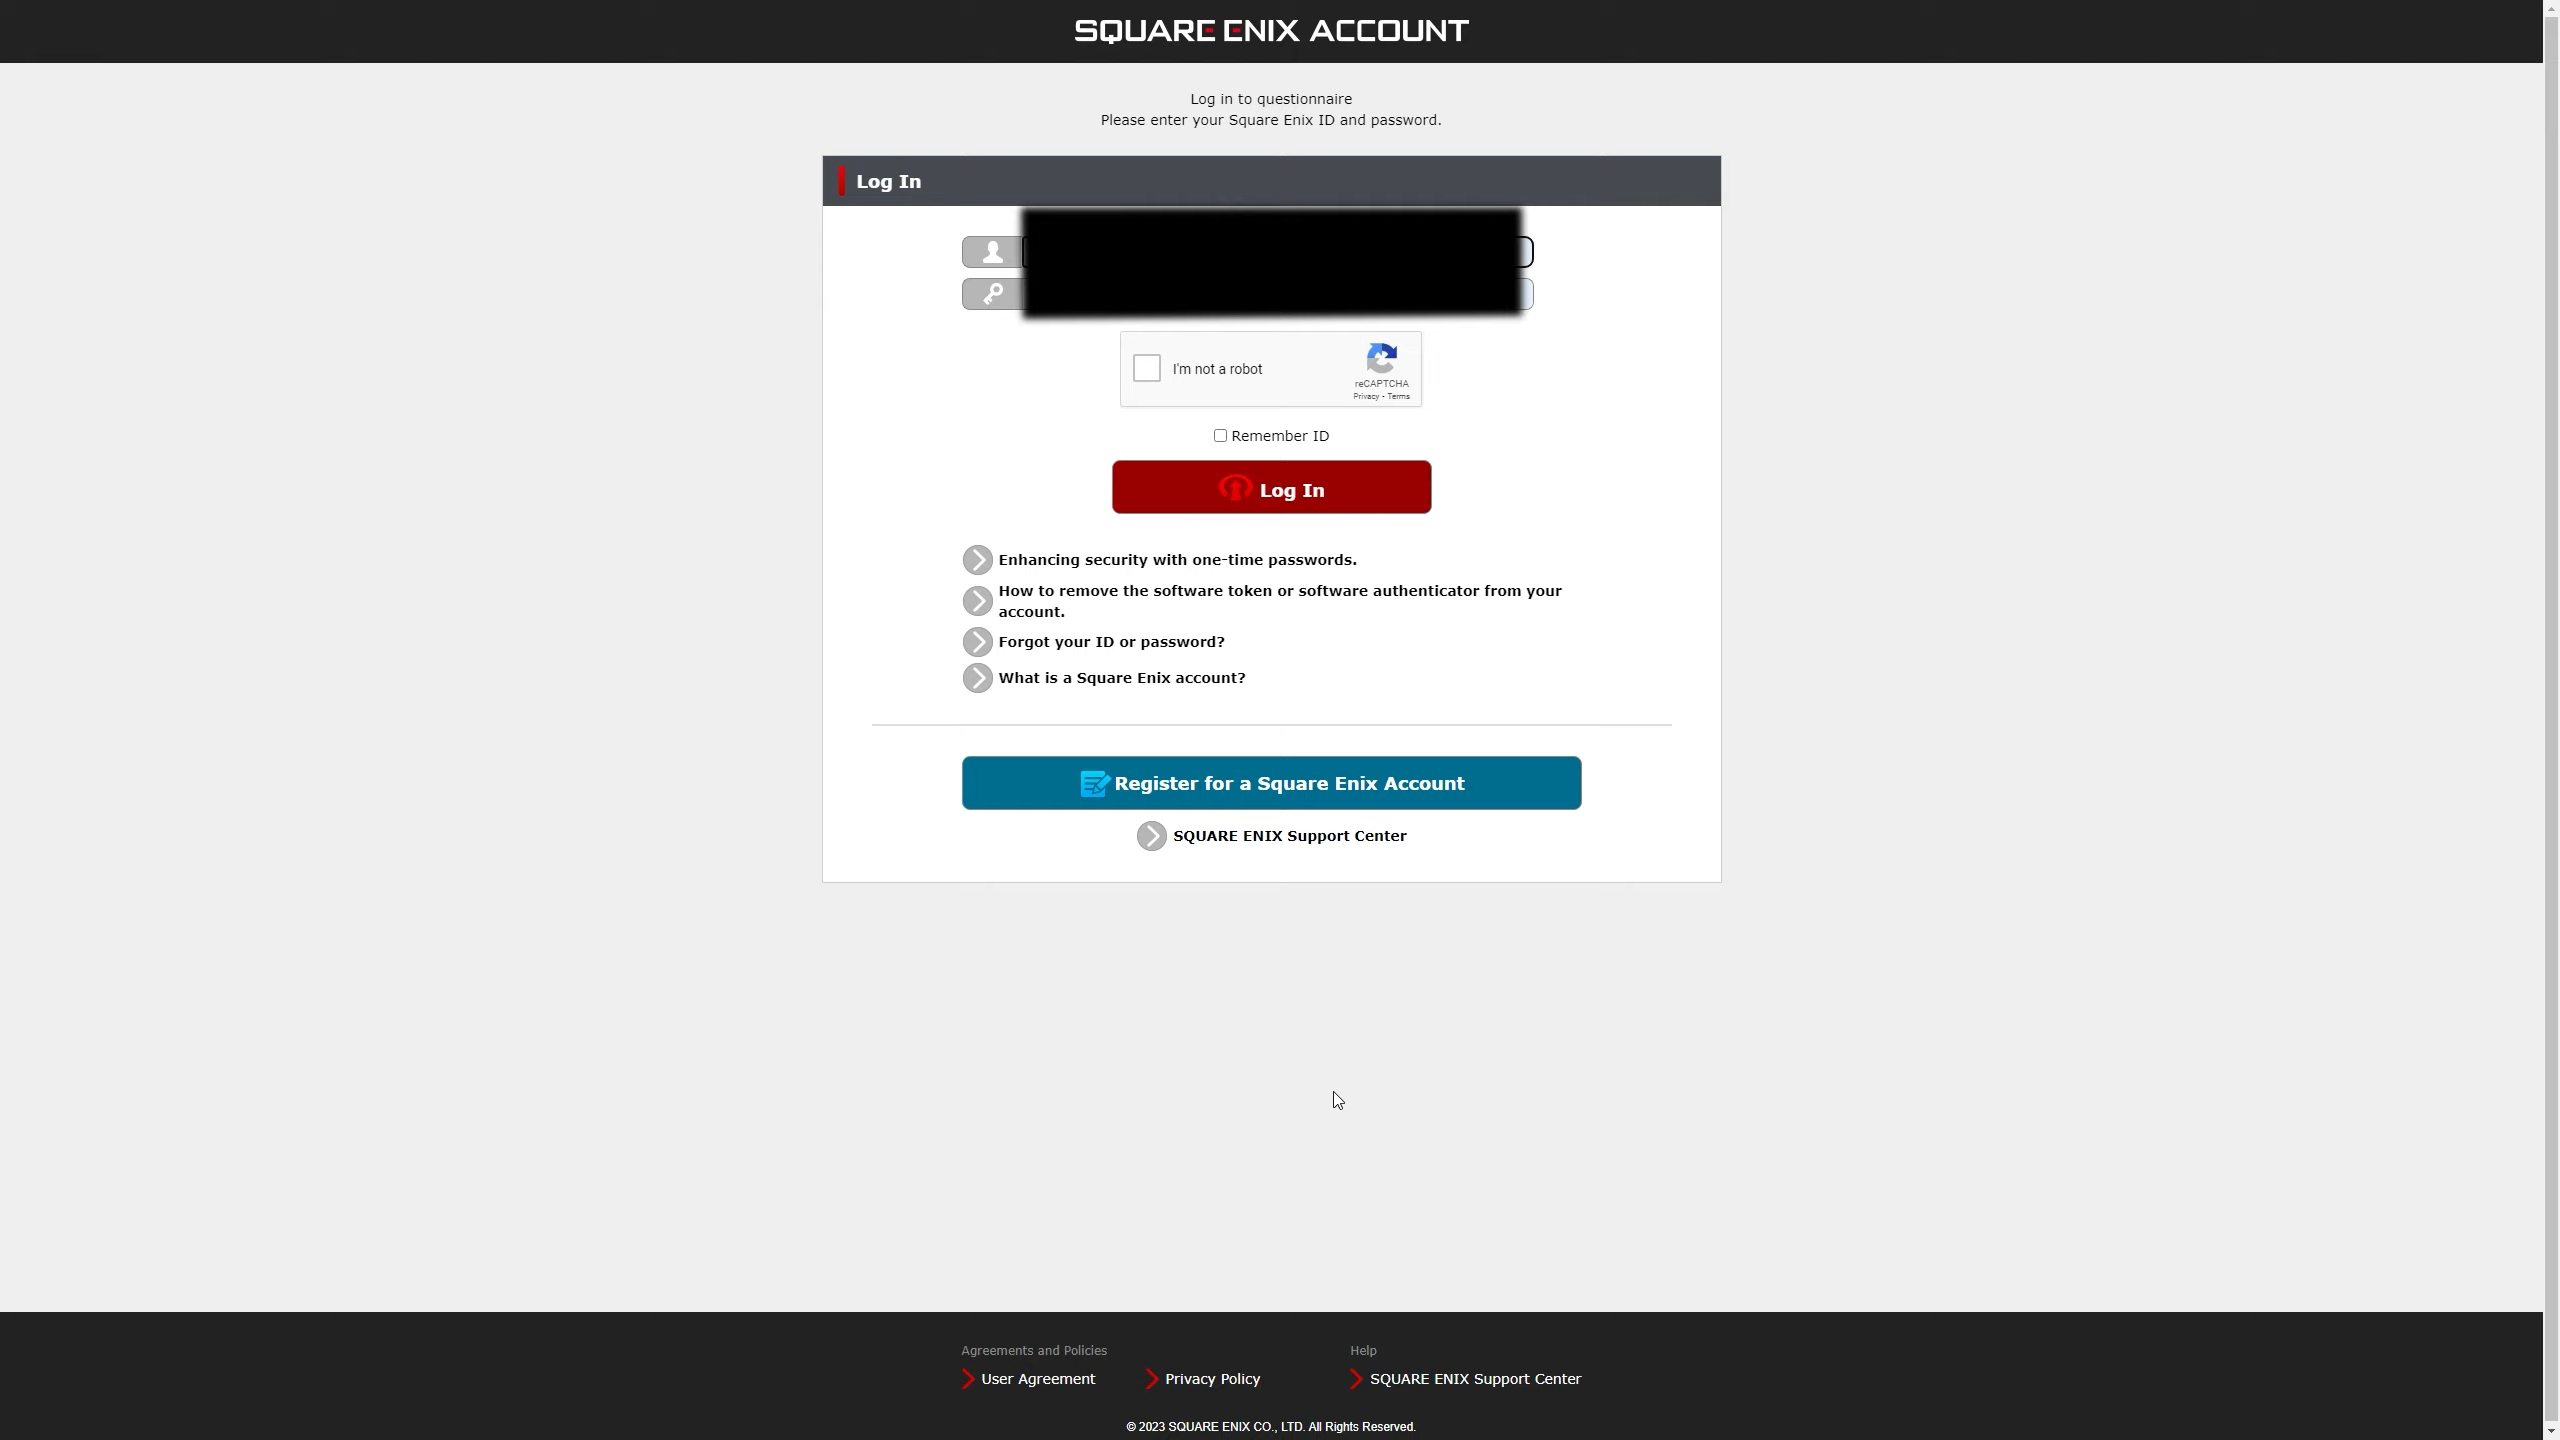 SQUARE ENIX ACCOUNT
Log in to questionnaire
Please enter your Square Enix ID and password.
Log In
I'm not a robot
reCAPTCHA
Privacy - Terms
Remember ID
Log In
Enhancing security with one-time passwords.
How to remove the software token or software authenticator from your
account.
Forgot your ID or password?
What is a Square Enix account?
Register for a Square Enix Account
SQUARE ENIX Support Center
Agreements and Policies
Help
User Agreement
Privacy Policy
SQUARE ENIX Support Center
© 2023 SQUARE ENIX CO., LTD. All Rights Reserved.